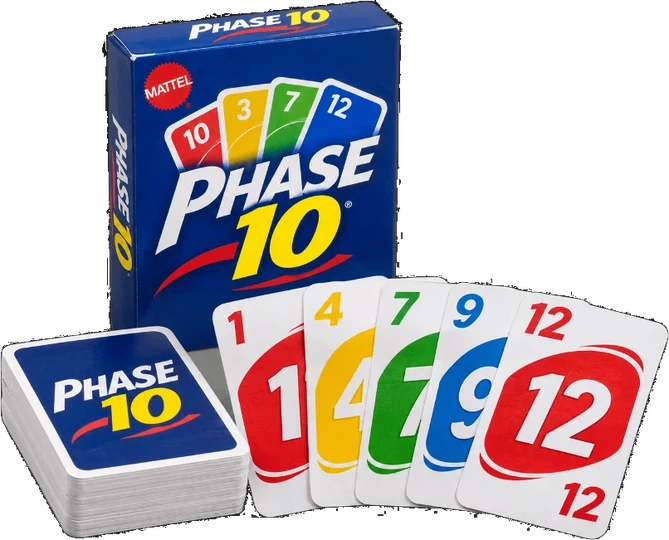 PHASE 10
MATTEL
10 3 7 12
PHASE
10®
PHASE 10
PHASE
10
1 4 7 9 12
1 4 7 9 12
12